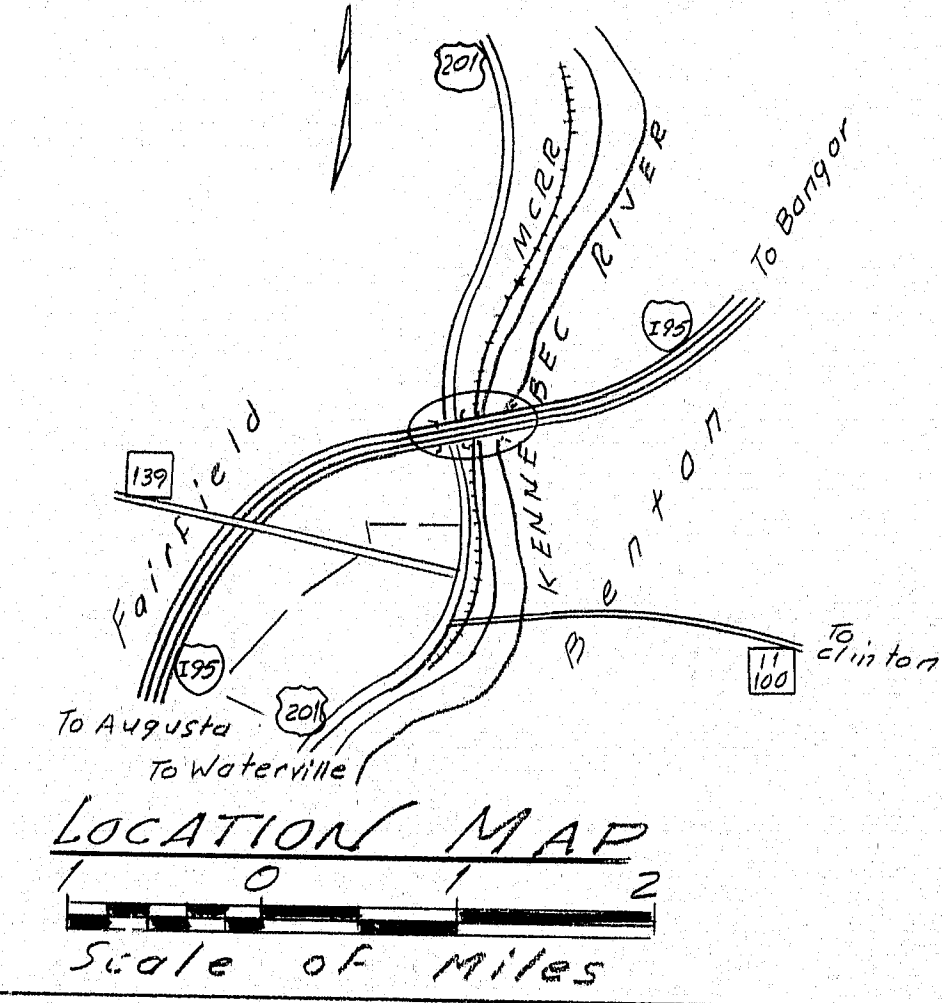 201
MCRR
KENNEBEC RIVER
To Bangor
I95
Fairfield
139
Benton
I95
201
To Augusta
To Waterville
To
Clinton
11
100
LOCATION MAP
1 0 1 2
Scale of Miles